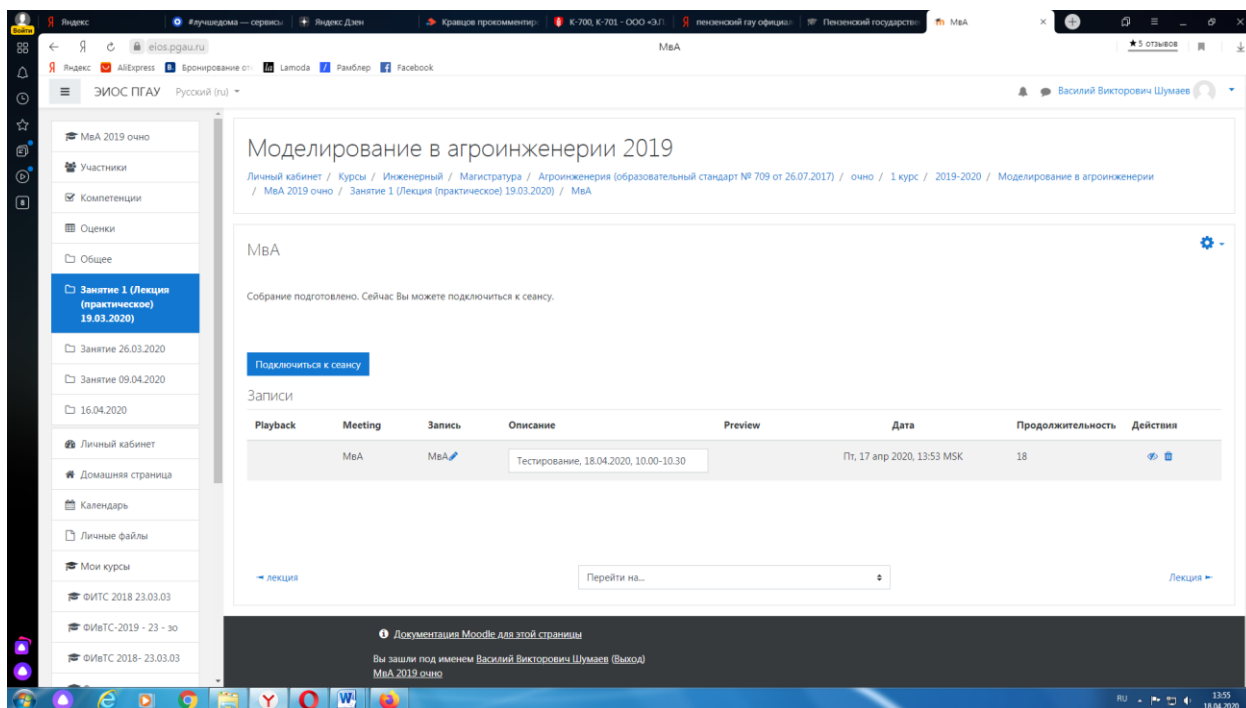 Яндекс
#лучшедома — сервисы
Яндекс Дзен
Кравцов прокомментир
К-700, К-701 - ООО «ЭЛ
пензенский гау официал
Пензенский государстве
МвА
Войти
eios.pgau.ru
МвА
★5 отзывов
Яндекс
AliExpress
Бронирование от
Lamoda
Рамблер
Facebook
ЭИОС ПГАУ
Русский (ru)
Василий Викторович Шумаев
МвА 2019 очно
Участники
Компетенции
Оценки
Общее
Занятие 1 (Лекция
(практическое)
19.03.2020)
Занятие 26.03.2020
Занятие 09.04.2020
16.04.2020
Личный кабинет
Домашняя страница
Календарь
Личные файлы
Мои курсы
ФИТС 2018 23.03.03
ФИвТС-2019 - 23 - зо
ФИвТС 2018- 23.03.03
Моделирование в агроинженерии 2019
Личный кабинет / Курсы / Инженерный / Магистратура / Агроинженерия (образовательный стандарт № 709 от 26.07.2017) / очно / 1 курс / 2019-2020 / Моделирование в агроинженерии
/ МвА 2019 очно / Занятие 1 (Лекция (практическое) 19.03.2020) / МвА
МвА
Собрание подготовлено. Сейчас Вы можете подключиться к сеансу.
Подключиться к сеансу
Записи
Playback Meeting Запись Описание Preview Дата Продолжительность Действия
МвА МвА Тестирование, 18.04.2020, 10.00-10.30 Пт, 17 апр 2020, 13:53 MSK 18
◄ лекция
Перейти на...
Лекция ►
Документация Moodle для этой страницы
Вы зашли под именем Василий Викторович Шумаев (Выход)
МвА 2019 очно
RU
13:55
18.04.2020